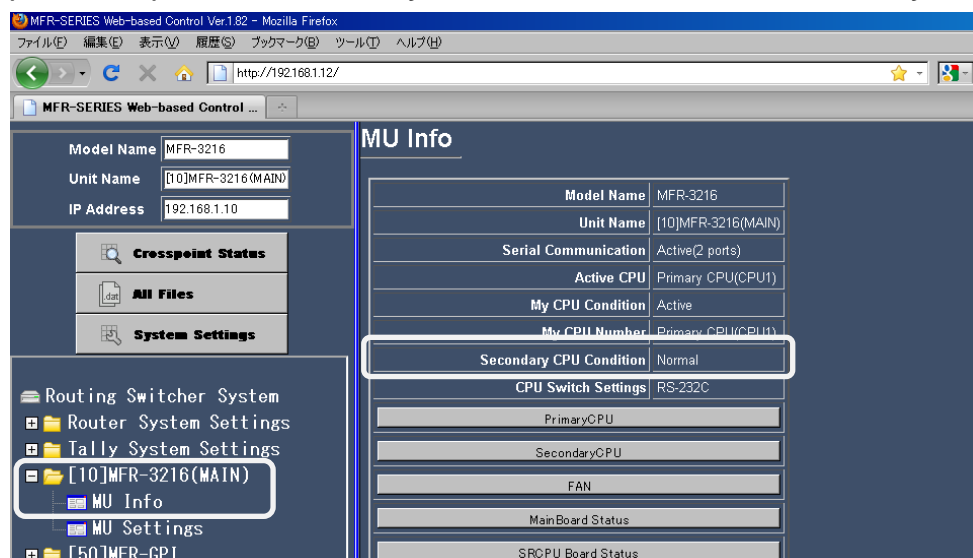 MFR-SERIES Web-based Control Ver.1.82 - Mozilla Firefox
ファイル(F) 編集(E) 表示(V) 履歴(S) ブックマーク(B) ツール(T) ヘルプ(H)
http://192.168.1.12/
MFR-SERIES Web-based Control ...
Model Name MFR-3216
Unit Name [10]MFR-3216(MAIN)
IP Address 192.168.1.10
Crosspoint Status
.dat All Files
System Settings
Routing Switcher System
Router System Settings
Tally System Settings
[10]MFR-3216(MAIN)
MU Info
MU Settings
[50]MFR-GPI
MU Info
Model Name MFR-3216
Unit Name [10]MFR-3216(MAIN)
Serial Communication Active(2 ports)
Active CPU Primary CPU(CPU1)
My CPU Condition Active
My CPU Number Primary CPU(CPU1)
Secondary CPU Condition Normal
CPU Switch Settings RS-232C
PrimaryCPU
SecondaryCPU
FAN
MainBoard Status
SRCPU Board Status